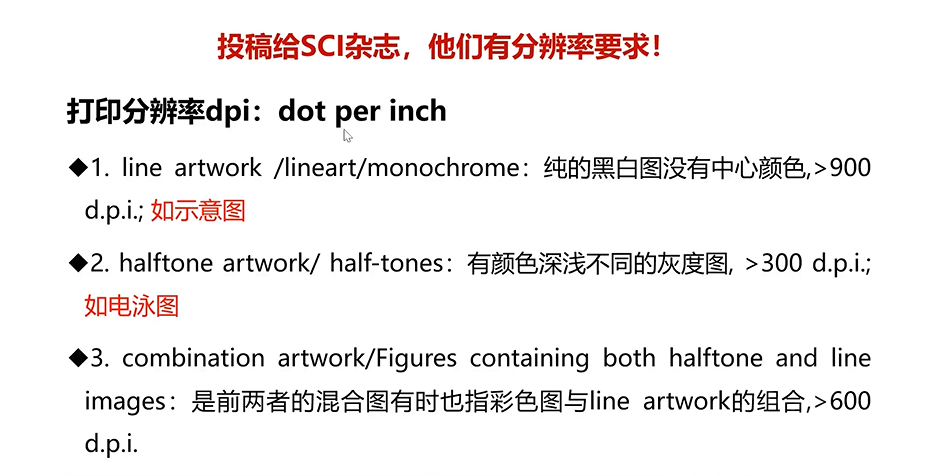 投稿给SCI杂志，他们有分辨率要求！
打印分辨率dpi：dot per inch
◆1. line artwork /lineart/monochrome：纯的黑白图没有中心颜色,>900
d.p.i.; 如示意图
◆2. halftone artwork/ half-tones：有颜色深浅不同的灰度图, >300 d.p.i.;
如电泳图
◆3. combination artwork/Figures containing both halftone and line
images：是前两者的混合图有时也指彩色图与line artwork的组合,>600
d.p.i.